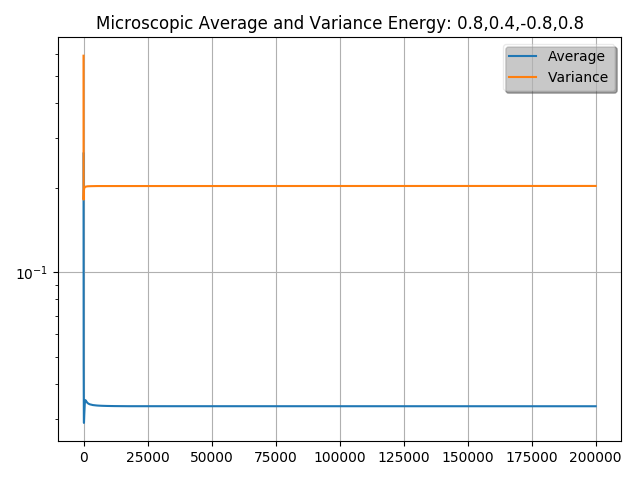 Microscopic Average and Variance Energy: 0.8,0.4,-0.8,0.8
Average
Variance
10⁻¹
0 25000 50000 75000 100000 125000 150000 175000 200000